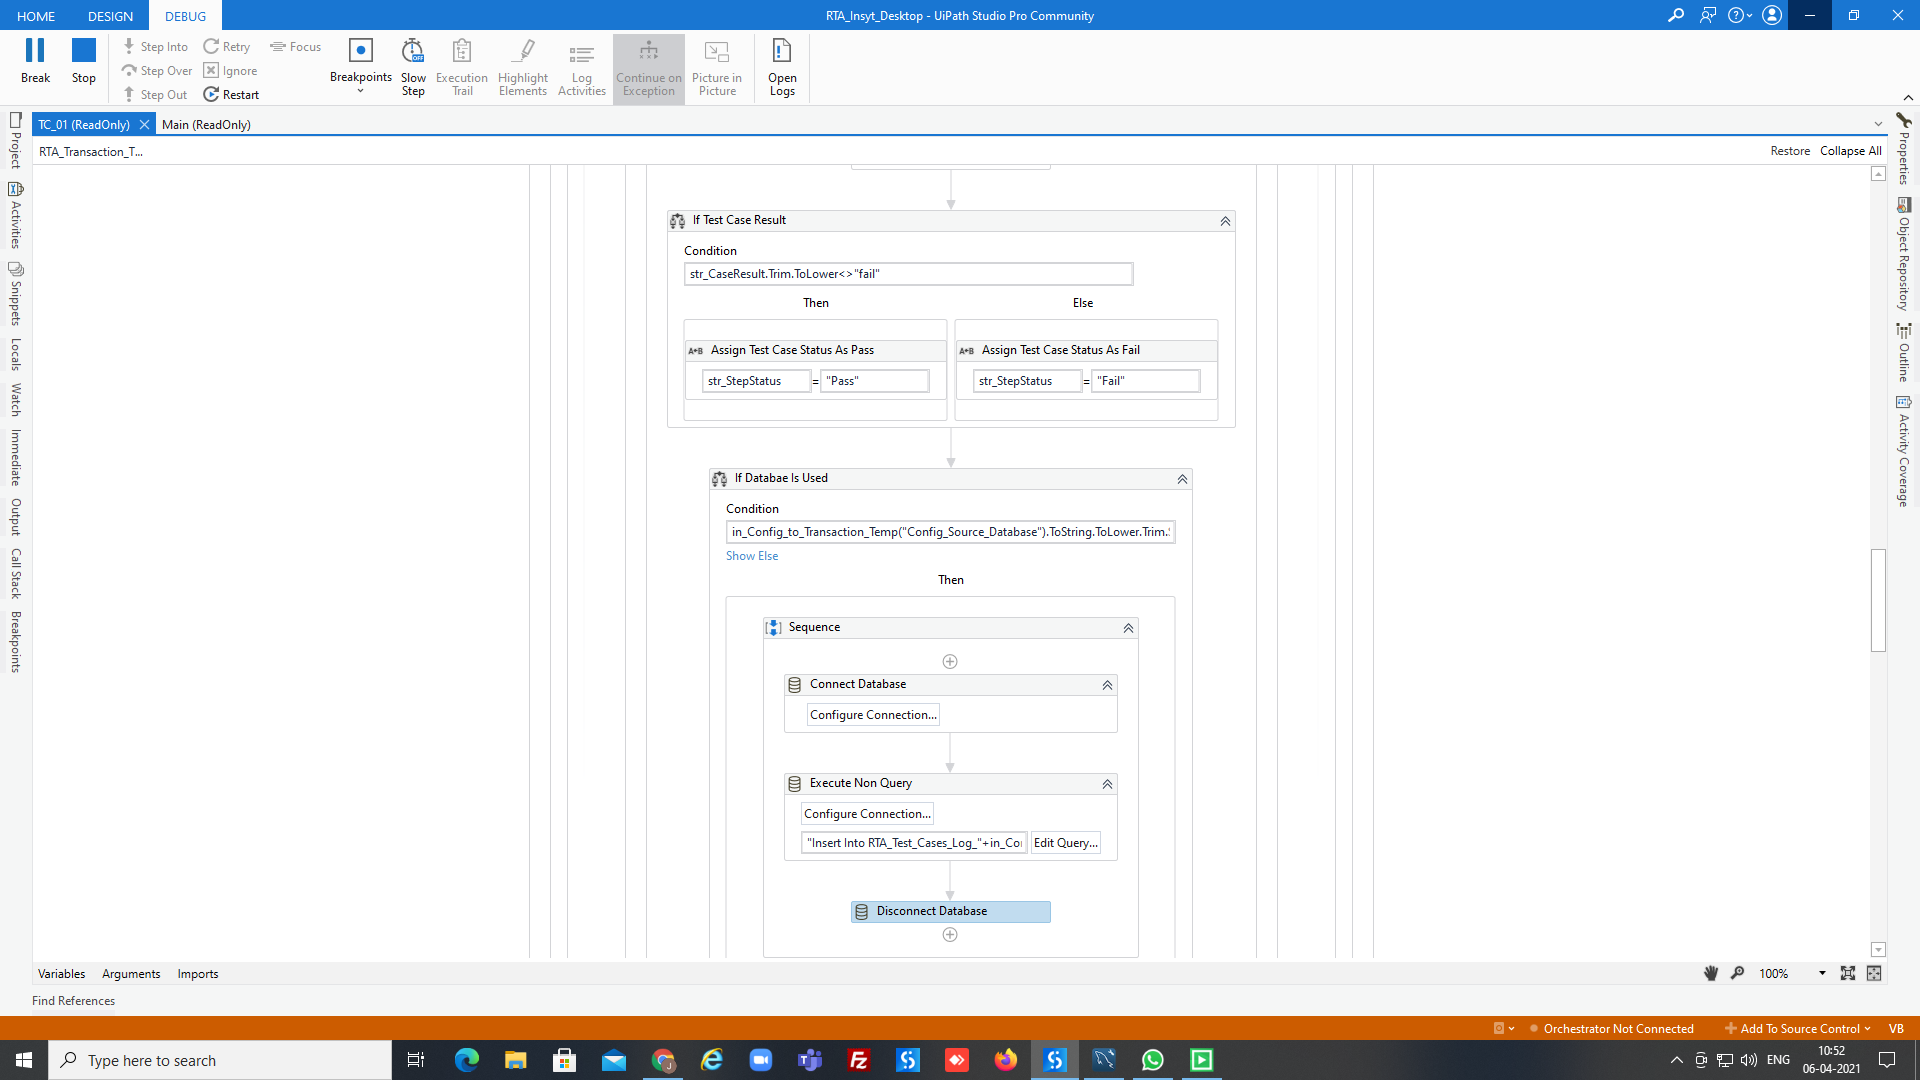 HOME DESIGN DEBUG
RTA_Insyt_Desktop - UiPath Studio Pro Community
Break
Stop
Step Into
Step Over
Step Out
Retry
Ignore
Restart
Focus
Breakpoints
Slow
Step
Execution
Trail
Highlight
Elements
Log
Activities
Continue on
Exception
Picture in
Picture
Open
Logs
TC_01 (ReadOnly)
Main (ReadOnly)
RTA_Transaction_T...
Restore Collapse All
Project
Activities
Snippets
Locals
Watch
Immediate
Output
Call Stack
Breakpoints
If Test Case Result
Condition
str_CaseResult.Trim.ToLower<>"fail"
Then Else
Assign Test Case Status As Pass
str_StepStatus = "Pass"
Assign Test Case Status As Fail
str_StepStatus = "Fail"
If Databae Is Used
Condition
in_Config_to_Transaction_Temp("Config_Source_Database").ToString.ToLower.Trim.
Show Else
Then
Sequence
Connect Database
Configure Connection...
Execute Non Query
Configure Connection...
"Insert Into RTA_Test_Cases_Log_"+in_Co
Edit Query...
Disconnect Database
Properties
Object Repository
Outline
Activity Coverage
Variables Arguments Imports
100%
Find References
Orchestrator Not Connected
Add To Source Control
VB
Type here to search
ENG
10:52
06-04-2021